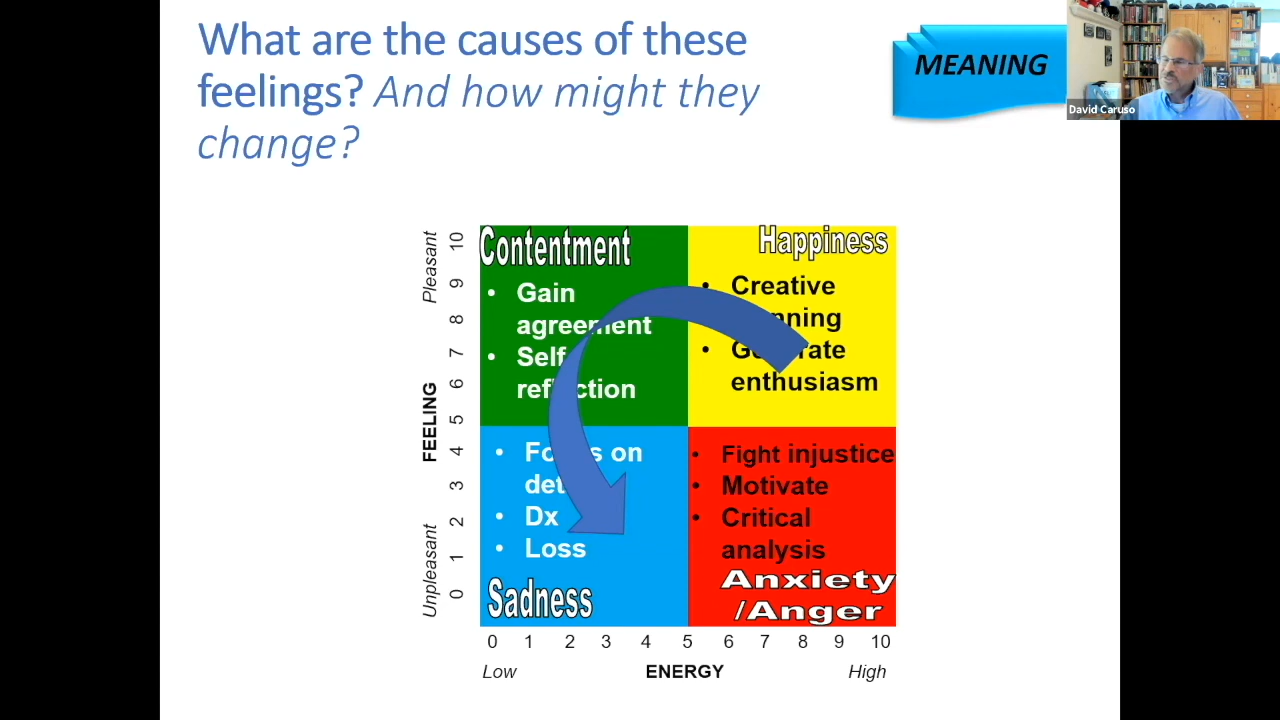 What are the causes of these
feelings? And how might they
change?
MEANING
David Caruso
Contentment
• Gain
agreement
• Self
Happiness
• Creative
enthusiasm
• Focus on
• Dx
• Loss
Sadness
• Fight injustice
• Motivate
• Critical
analysis
Anxiety
/Anger
Pleasant
FEELING
Unpleasant
10
9
8
7
6
5
4
3
2
1
0
0 1 2 3 4 5 6 7 8 9 10
Low ENERGY High